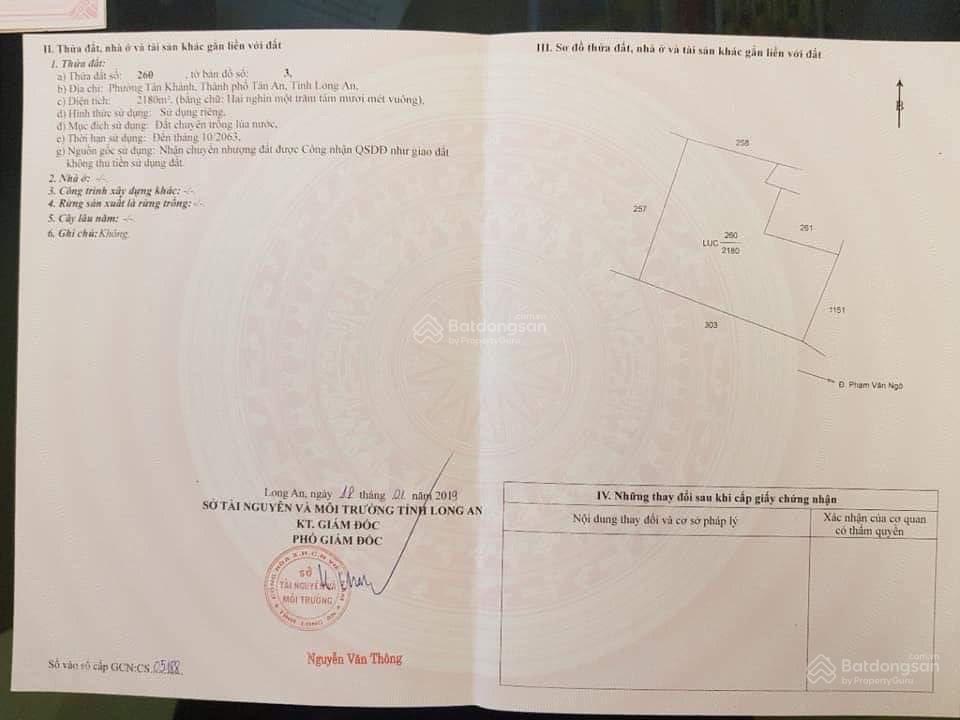 II. Thửa đất, nhà ở và tài sản khác gắn liền với đất
1. Thửa đất:
a) Thửa đất số: 260 , tờ bản đồ số: 3,
b) Địa chỉ: Phường Tân Khánh, Thành phố Tân An, Tỉnh Long An,
c) Diện tích: 2180m², (bằng chữ: Hai nghìn một trăm tám mươi mét vuông),
d) Hình thức sử dụng: Sử dụng riêng,
đ) Mục đích sử dụng: Đất chuyên trồng lúa nước,
e) Thời hạn sử dụng: Đến tháng 10/2063,
g) Nguồn gốc sử dụng: Nhận chuyển nhượng đất được Công nhận QSDĐ như giao đất
không thu tiền sử dụng đất.
2. Nhà ở: -/-.
3. Công trình xây dựng khác: -/-.
4. Rừng sản xuất là rừng trồng: -/-.
5. Cây lâu năm: -/-.
6. Ghi chú: Không.
Long An, ngày 18 tháng 01 năm 2019
SỞ TÀI NGUYÊN VÀ MÔI TRƯỜNG TỈNH LONG AN
KT. GIÁM ĐỐC
PHÓ GIÁM ĐỐC
CỘNG HÒA X.H.C.N VIỆT NAM
SỞ
TÀI NGUYÊN VÀ
MÔI TRƯỜNG
TỈNH LONG AN
Nguyễn Văn Thông
Số vào sổ cấp GCN:CS.05188.
III. Sơ đồ thửa đất, nhà ở và tài sản khác gắn liền với đất
B
258
257
261
LUC 260
2180
1151
303
Đ. Phạm Văn Ngô
Batdongsan.com.vn
by PropertyGuru
IV. Những thay đổi sau khi cấp giấy chứng nhận
Nội dung thay đổi và cơ sở pháp lý
Xác nhận của cơ quan
có thẩm quyền
Batdongsan.com.vn
by PropertyGuru